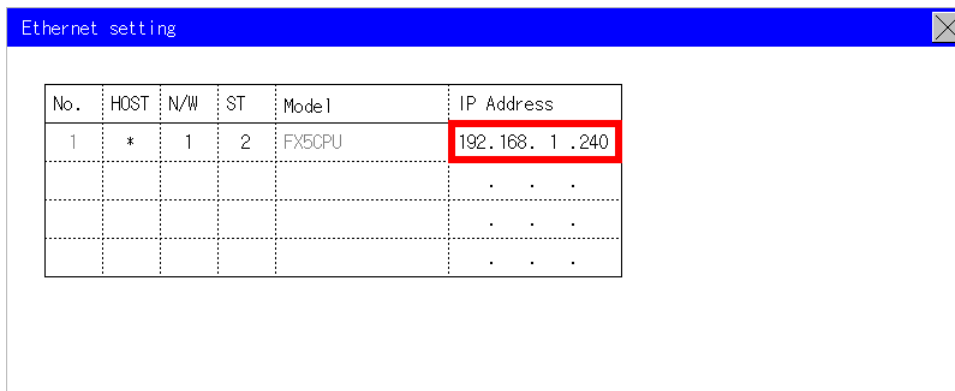 Ethernet setting
No. HOST N/W ST Model IP Address
1 * 1 2 FX5CPU 192.168. 1 .240
. . .
. . .
. . .